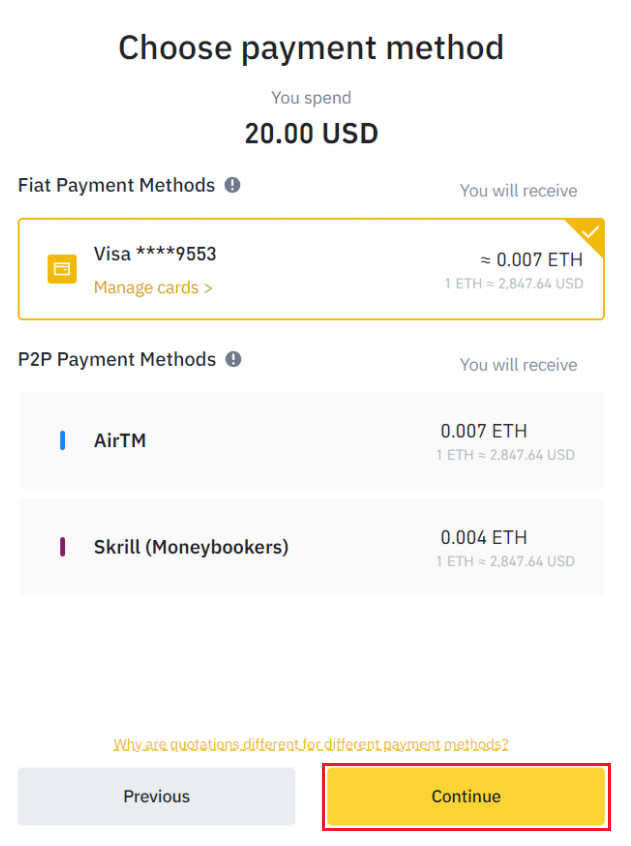 Choose payment method
You spend
20.00 USD
Fiat Payment Methods
You will receive
Visa ****9553
≈ 0.007 ETH
Manage cards >
1 ETH ≈ 2,847.64 USD
P2P Payment Methods
You will receive
AirTM
0.007 ETH
1 ETH ≈ 2,847.64 USD
Skrill (Moneybookers)
0.004 ETH
1 ETH ≈ 2,847.64 USD
Why are quotations different for different payment methods?
Previous
Continue